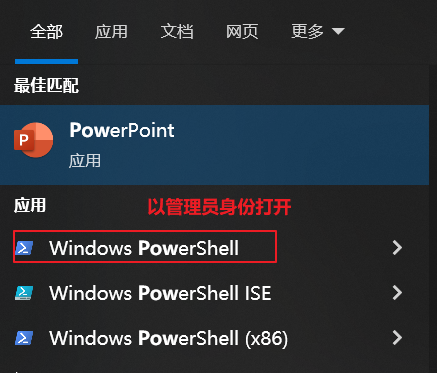 全部 应用 文档 网页 更多
最佳匹配
PowerPoint
应用
应用 以管理员身份打开
Windows PowerShell
Windows PowerShell ISE
Windows PowerShell (x86)